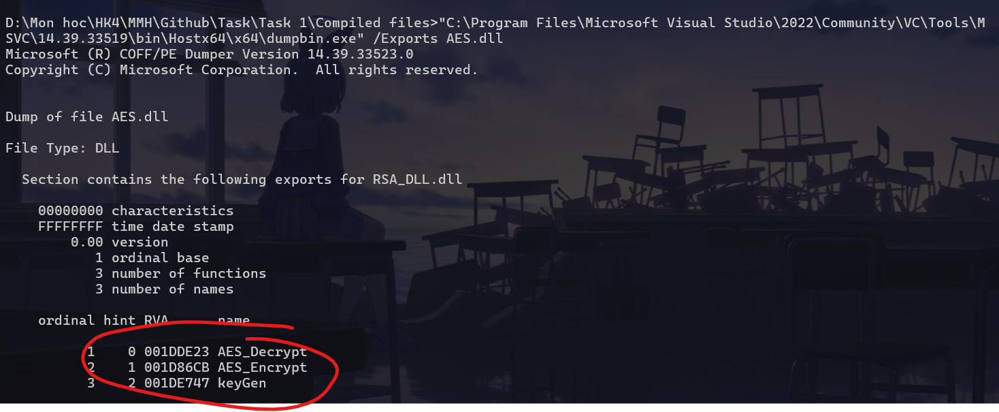 D:\Mon hoc\HK4\MMH\Github\Task\Task 1\Compiled files>"C:\Program Files\Microsoft Visual Studio\2022\Community\VC\Tools\M
SVC\14.39.33519\bin\Hostx64\x64\dumpbin.exe" /Exports AES.dll
Microsoft (R) COFF/PE Dumper Version 14.39.33523.0
Copyright (C) Microsoft Corporation.  All rights reserved.
Dump of file AES.dll
File Type: DLL
Section contains the following exports for RSA_DLL.dll
00000000 characteristics
FFFFFFFF time date stamp
0.00 version
1 ordinal base
3 number of functions
3 number of names
ordinal hint RVA      name
1    0 001DDE23 AES_Decrypt
2    1 001D86CB AES_Encrypt
3    2 001DE747 keyGen